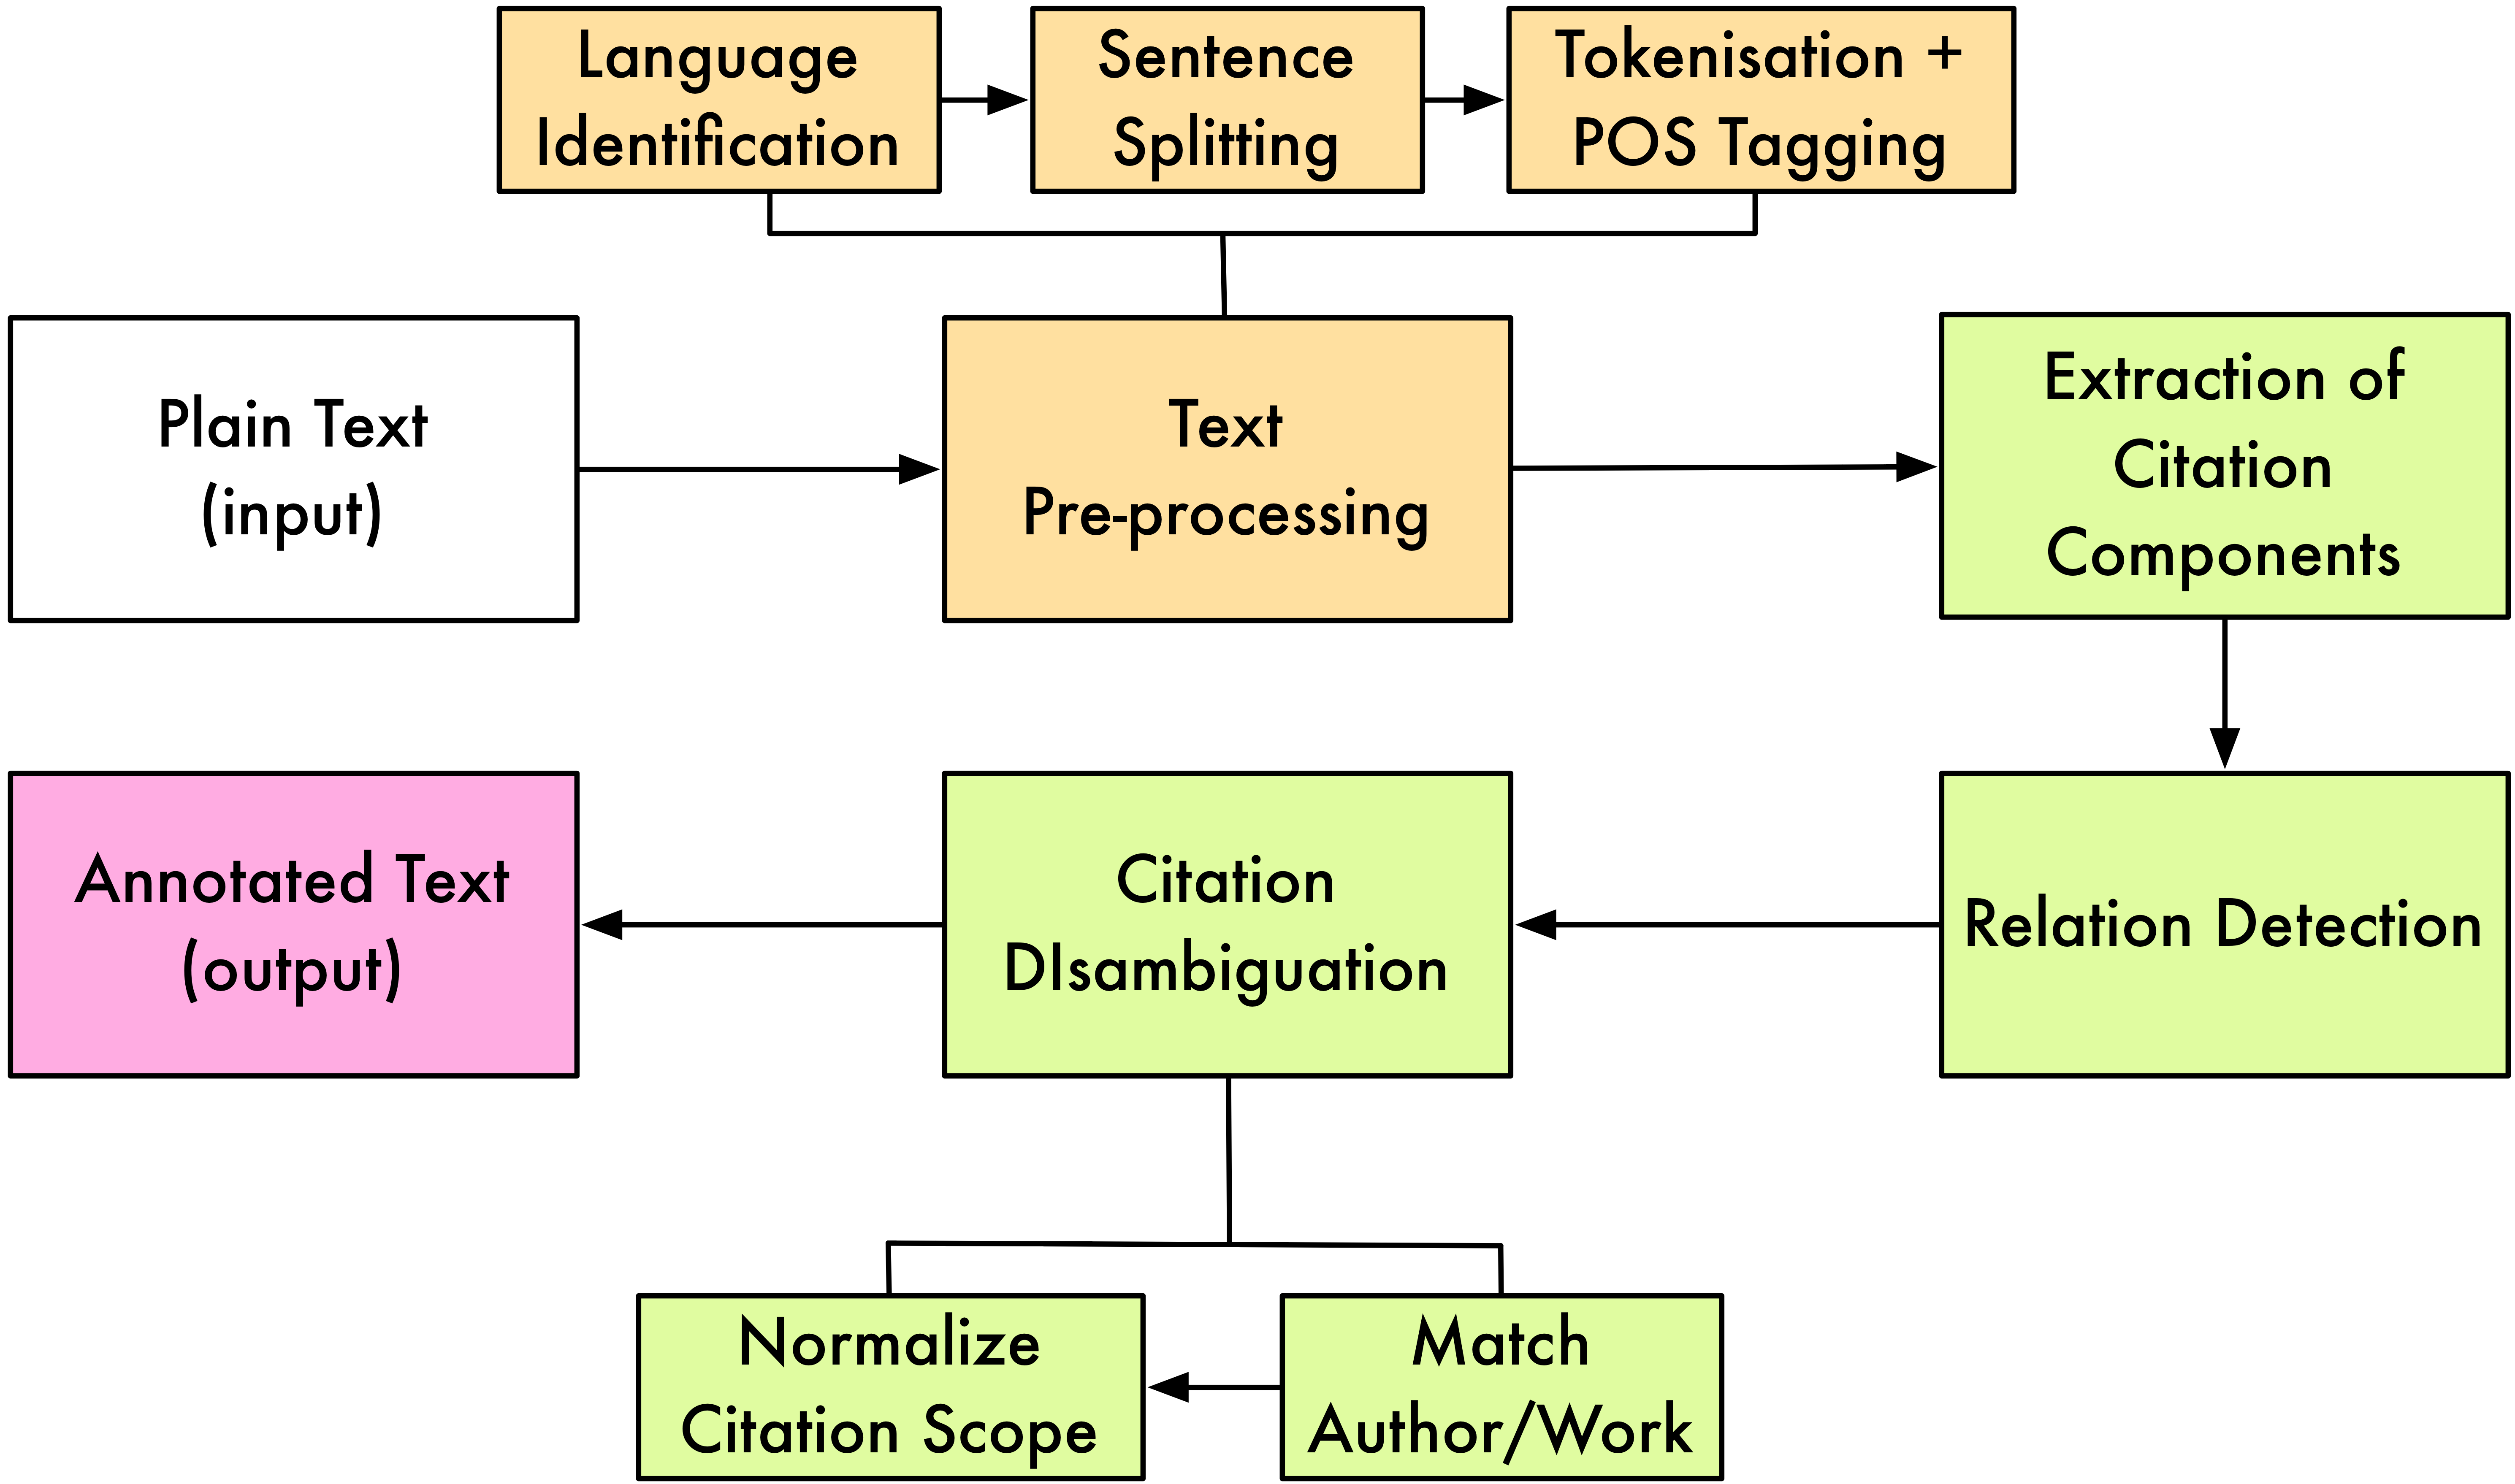 Language
Identification
Sentence
Splitting
Tokenisation +
POS Tagging
Plain Text
(input)
Text
Pre-processing
Extraction of
Citation
Components
Annotated Text
(output)
Citation
DIsambiguation
Relation Detection
Normalize
Citation Scope
Match
Author/Work